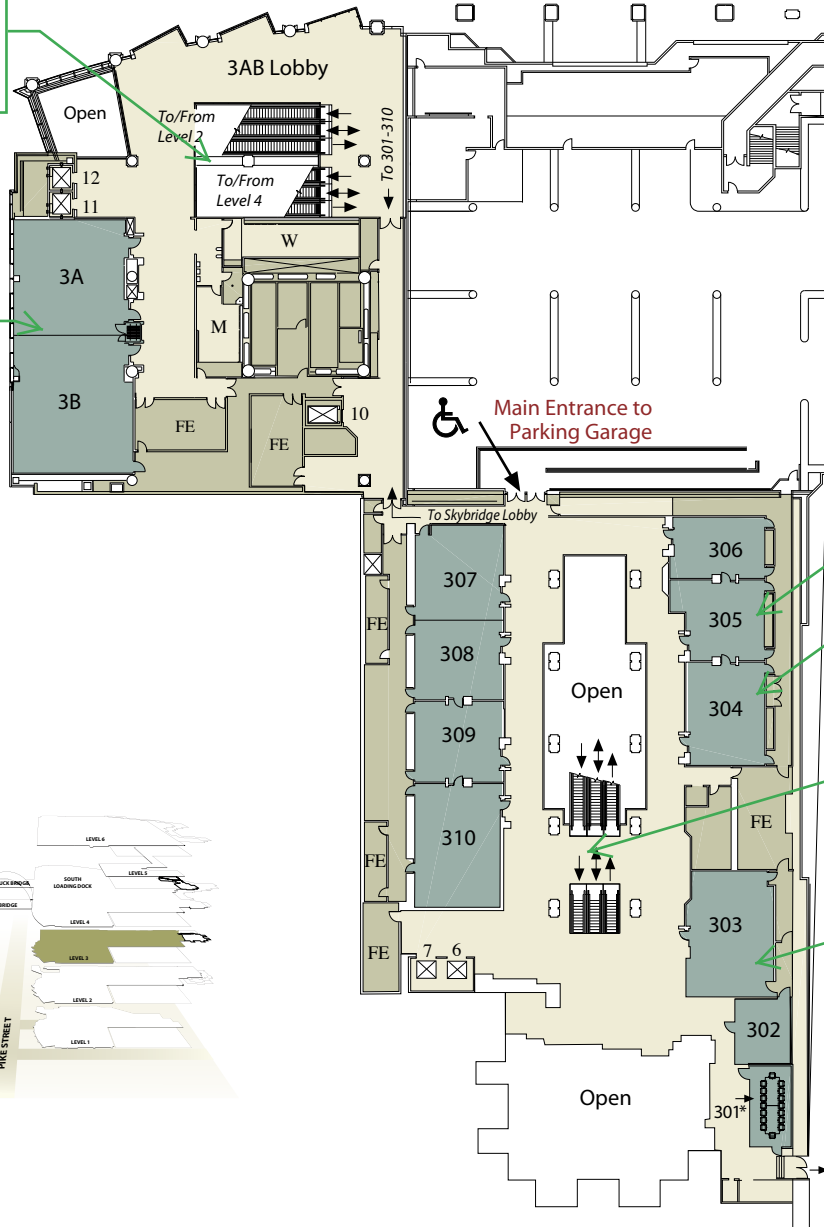 3AB Lobby
Open
To/From
Level 2
To/From
Level 4
To 301-310
12
11
W
3A
M
3B
10
FE
FE
Main Entrance to
Parking Garage
To Skybridge Lobby
306
307
FE
305
308
Open
304
309
310
FE
FE
303
FE
7
6
302
301*
Open
LEVEL 6
LEVEL 5
SOUTH
LOADING DOCK
UCK BRIDGE
BRIDGE
LEVEL 4
LEVEL 3
LEVEL 2
LEVEL 1
PIKE STREET